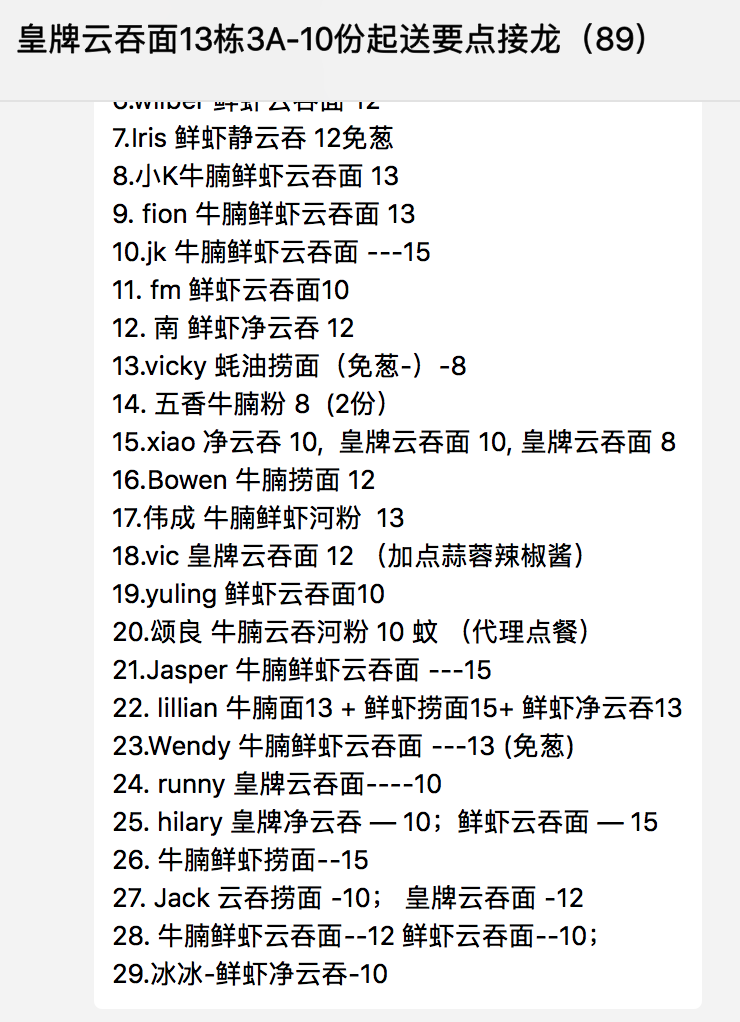 皇牌云吞面13栋3A-10份起送要点接龙（89）
6.wilber 鲜虾云吞面 12
7.Iris 鲜虾静云吞 12免葱
8.小K牛腩鲜虾云吞面 13
9. fion 牛腩鲜虾云吞面 13
10.jk 牛腩鲜虾云吞面 ---15
11. fm 鲜虾云吞面10
12. 南 鲜虾净云吞 12
13.vicky 蚝油捞面（免葱-）-8
14. 五香牛腩粉 8（2份）
15.xiao 净云吞 10,  皇牌云吞面 10, 皇牌云吞面 8
16.Bowen 牛腩捞面 12
17.伟成 牛腩鲜虾河粉  13
18.vic 皇牌云吞面 12 （加点蒜蓉辣椒酱）
19.yuling 鲜虾云吞面10
20.颂良 牛腩云吞河粉 10 蚊 （代理点餐）
21.Jasper 牛腩鲜虾云吞面 ---15
22. lillian 牛腩面13 + 鲜虾捞面15+ 鲜虾净云吞13
23.Wendy 牛腩鲜虾云吞面 ---13 (免葱)
24. runny 皇牌云吞面----10
25. hilary 皇牌净云吞 — 10；鲜虾云吞面 — 15
26. 牛腩鲜虾捞面--15
27. Jack 云吞捞面 -10； 皇牌云吞面 -12
28. 牛腩鲜虾云吞面--12 鲜虾云吞面--10；
29.冰冰-鲜虾净云吞-10